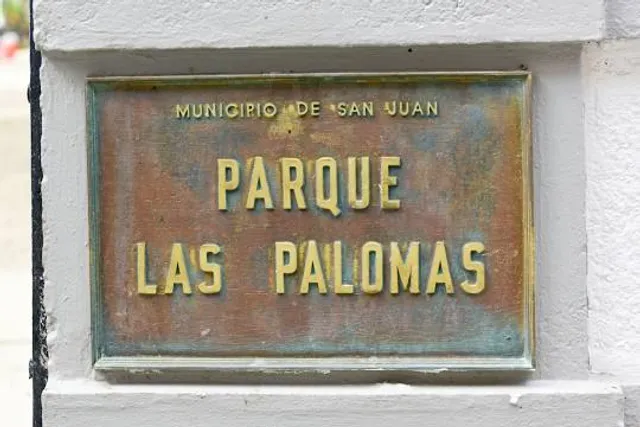 MUNICIPIO DE SAN JUAN
PARQUE
LAS PALOMAS